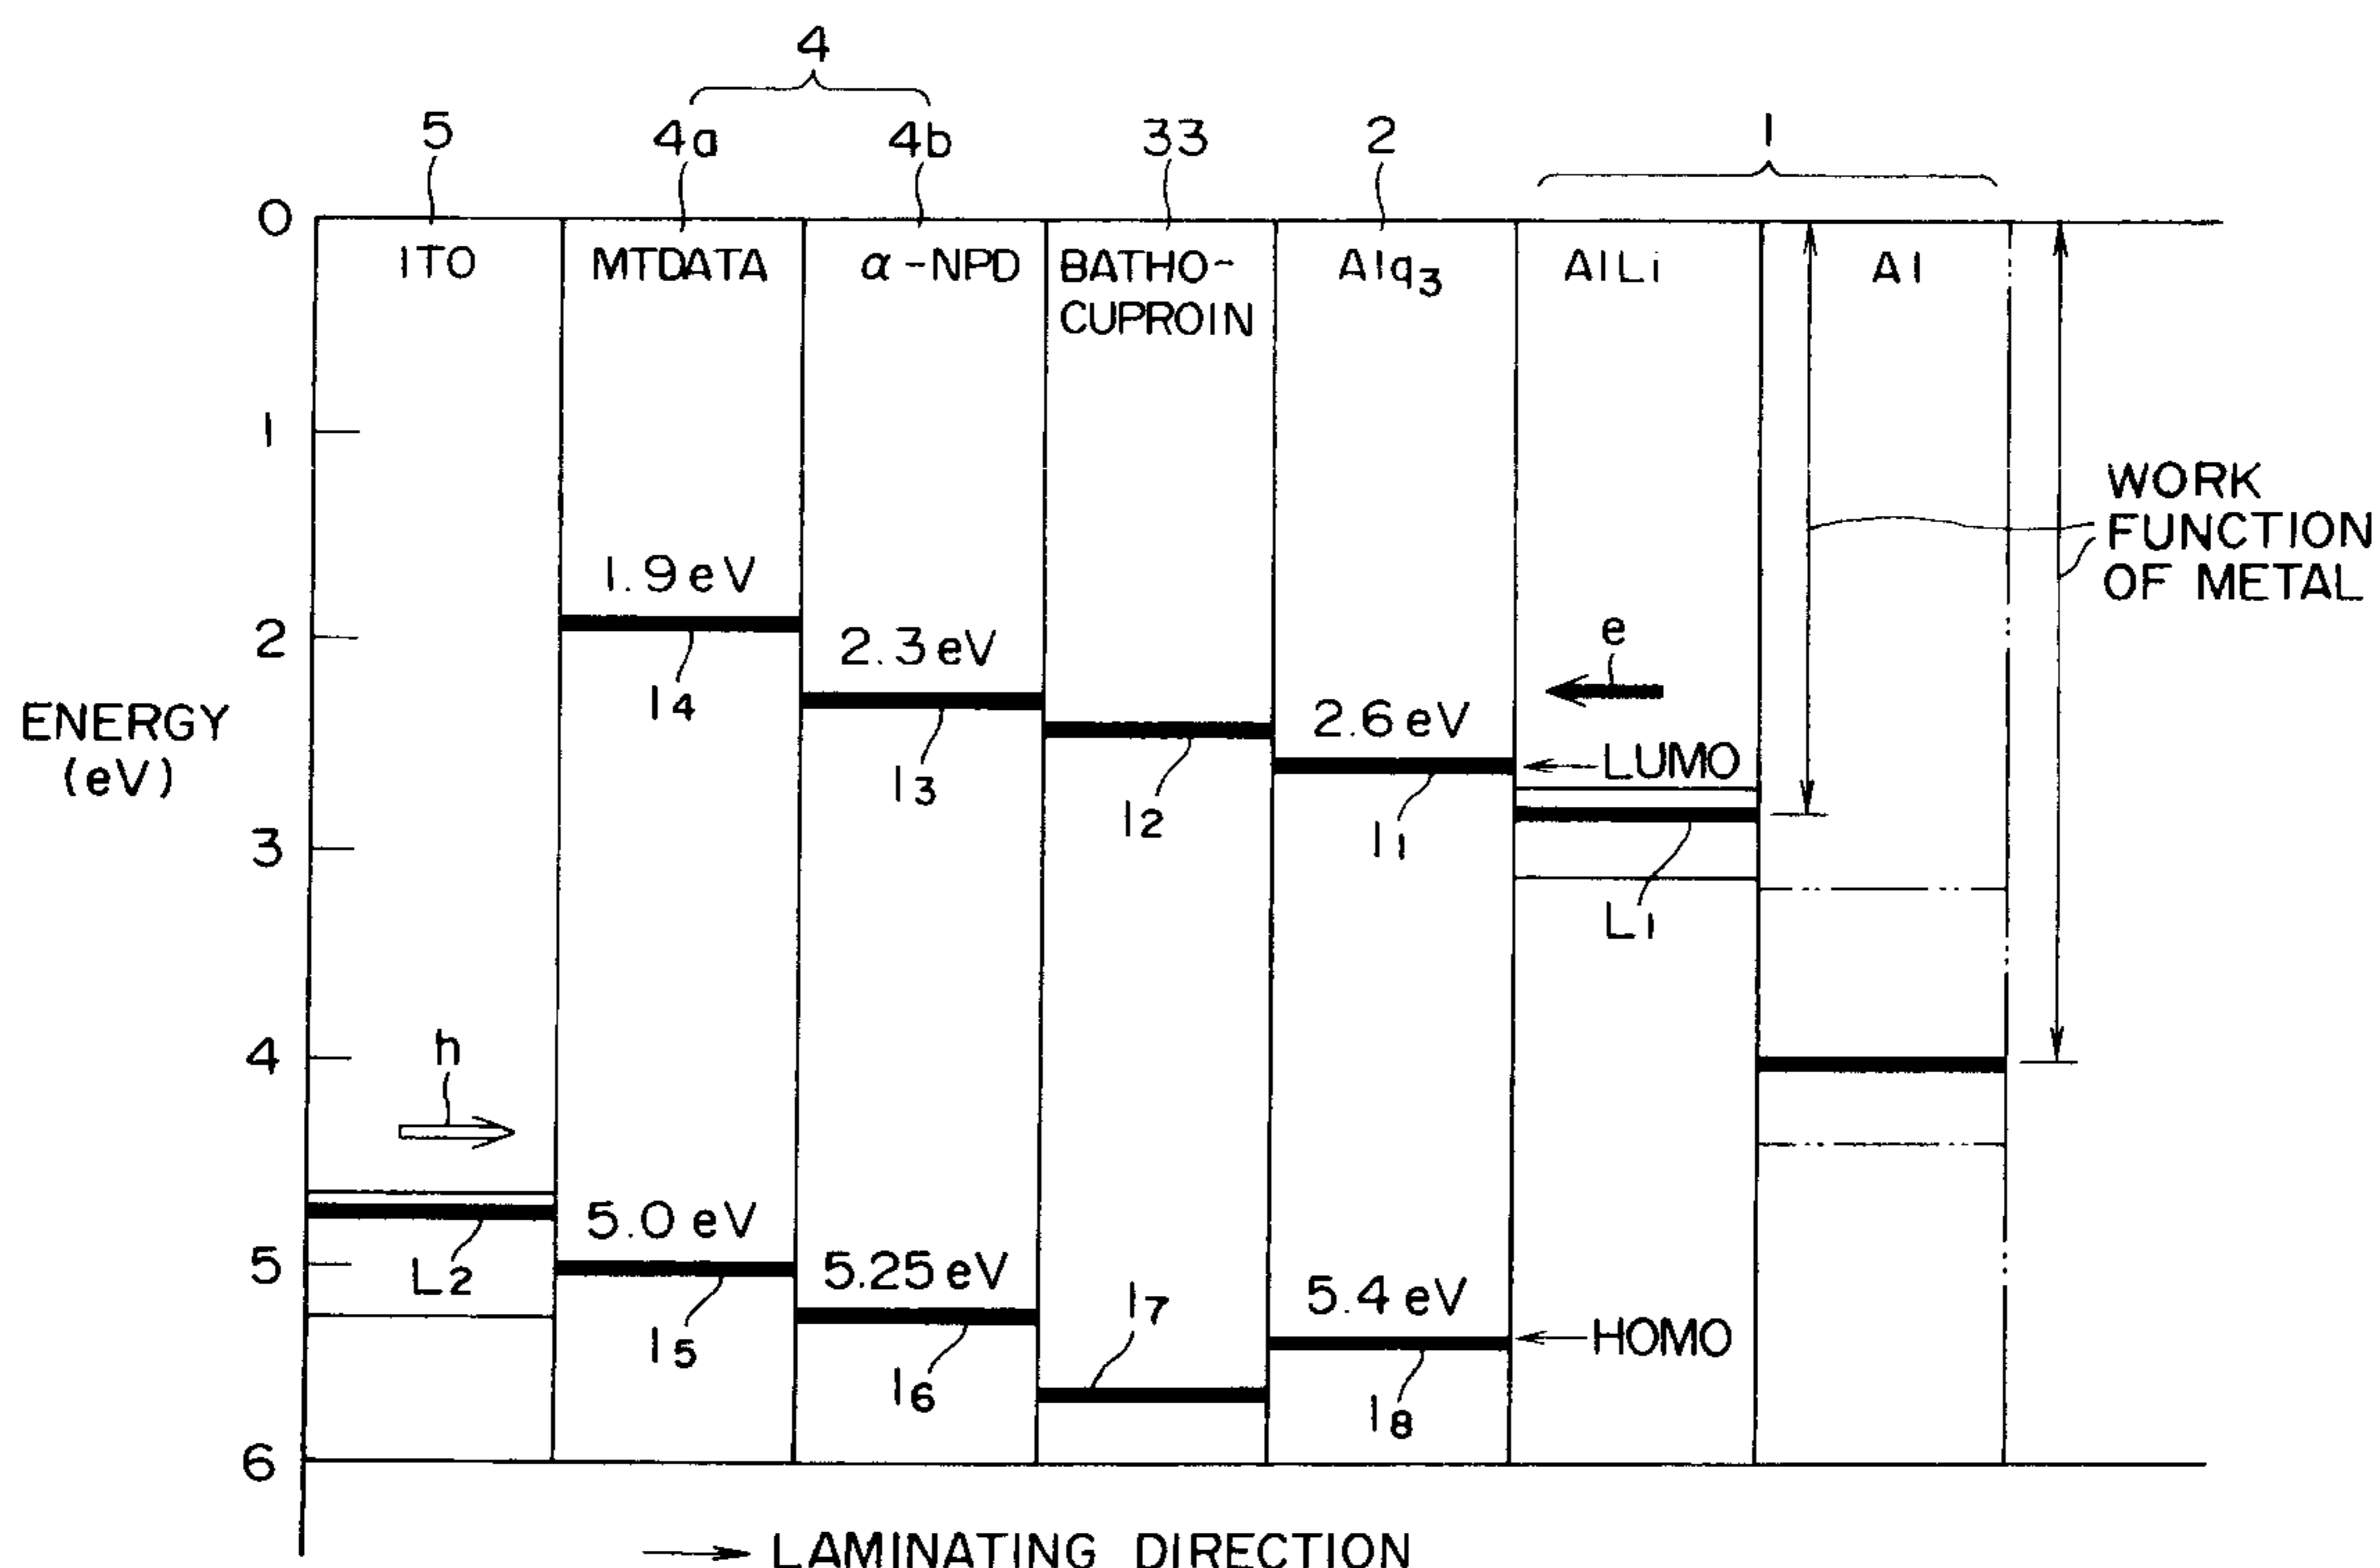 4
5
4a
4b
33
2
1
0
ITO
MTDATA
α-NPD
BATHO-
CUPROIN
Alq3
AlLi
Al
1
WORK
FUNCTION
OF METAL
1.9 eV
2
2.3 eV
e
l4
2.6 eV
ENERGY
(eV)
LUMO
l3
l2
l1
3
L1
4
h
5.0 eV
5
L2
5.25 eV
5.4 eV
l7
HOMO
l5
l6
l8
6
LAMINATING DIRECTION